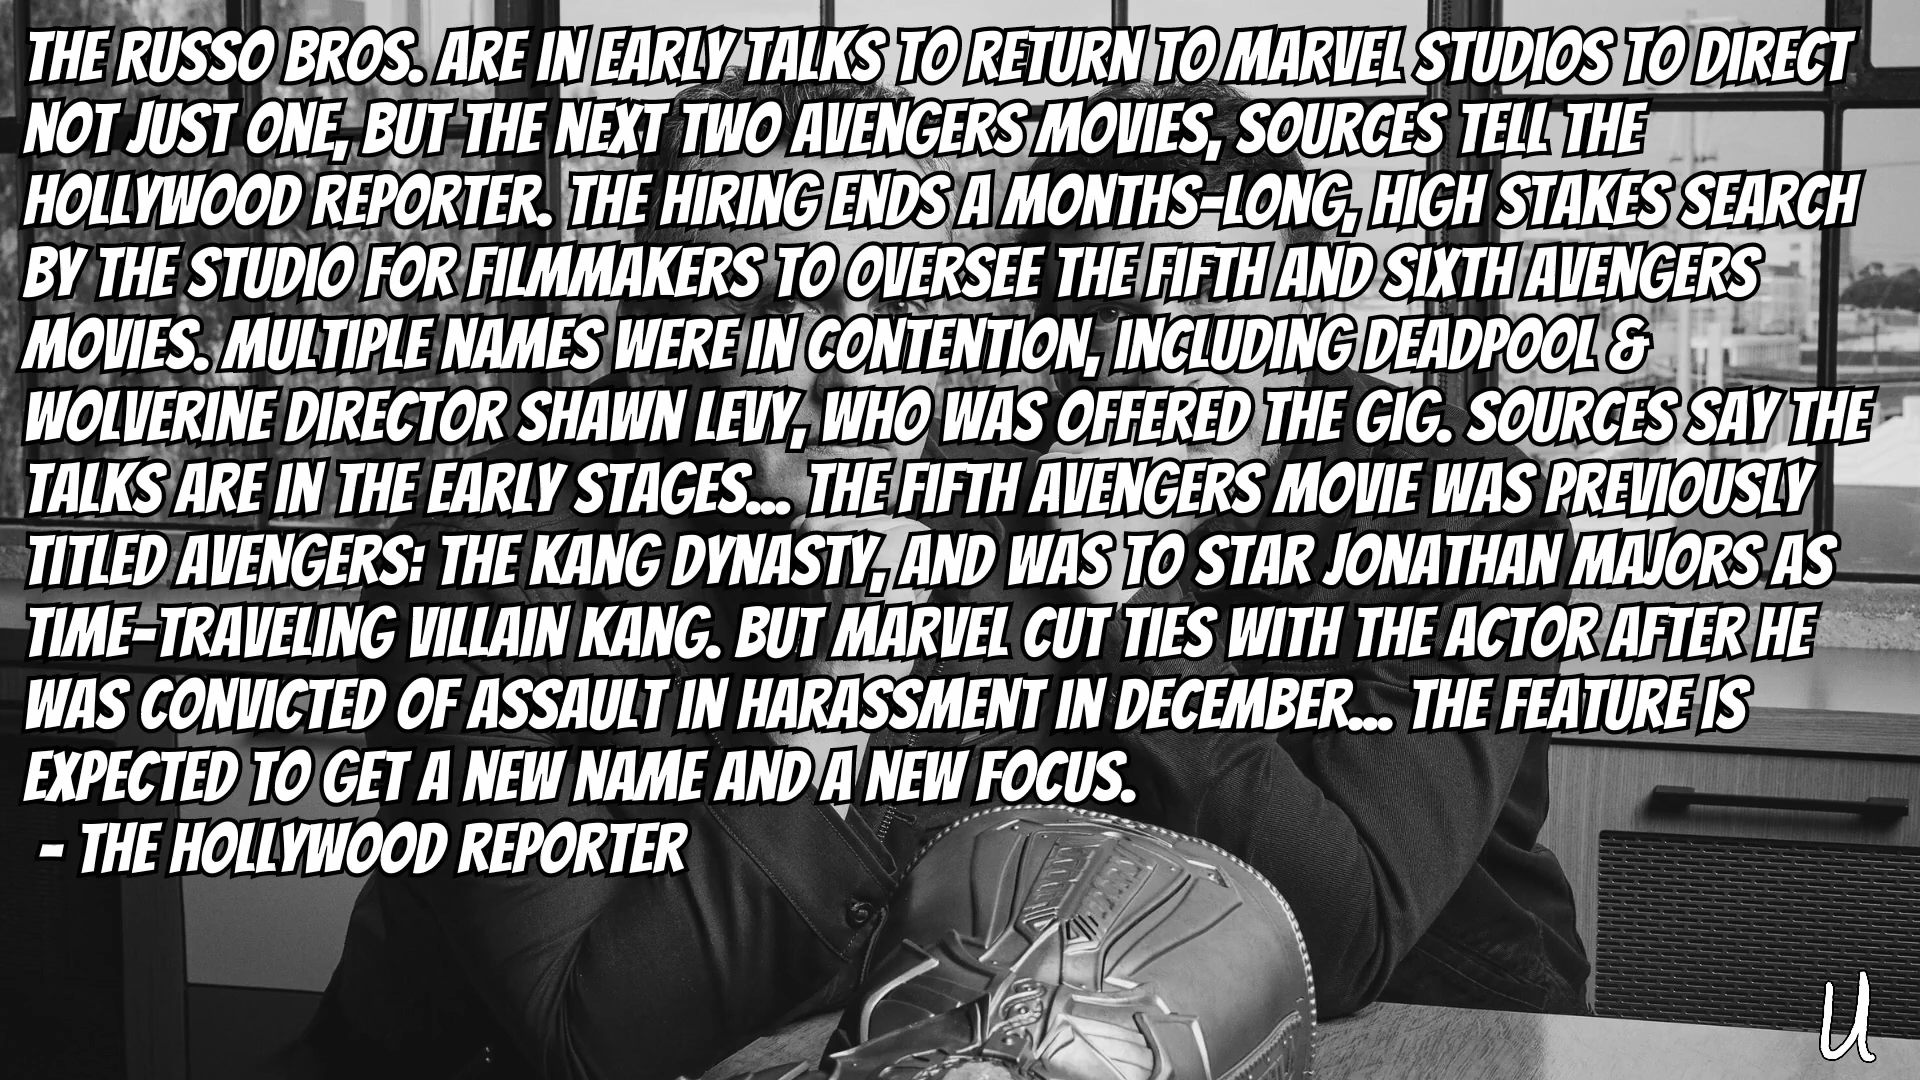 THE RUSSO BROS. ARE IN EARLY TALKS TO RETURN TO MARVEL STUDIOS TO DIRECT
NOT JUST ONE, BUT THE NEXT TWO AVENGERS MOVIES, SOURCES TELL THE
HOLLYWOOD REPORTER. THE HIRING ENDS A MONTHS-LONG, HIGH STAKES SEARCH
BY THE STUDIO FOR FILMMAKERS TO OVERSEE THE FIFTH AND SIXTH AVENGERS
MOVIES. MULTIPLE NAMES WERE IN CONTENTION, INCLUDING DEADPOOL &
WOLVERINE DIRECTOR SHAWN LEVY, WHO WAS OFFERED THE GIG. SOURCES SAY THE
TALKS ARE IN THE EARLY STAGES... THE FIFTH AVENGERS MOVIE WAS PREVIOUSLY
TITLED AVENGERS: THE KANG DYNASTY, AND WAS TO STAR JONATHAN MAJORS AS
TIME-TRAVELING VILLAIN KANG. BUT MARVEL CUT TIES WITH THE ACTOR AFTER HE
WAS CONVICTED OF ASSAULT IN HARASSMENT IN DECEMBER... THE FEATURE IS
EXPECTED TO GET A NEW NAME AND A NEW FOCUS.
- THE HOLLYWOOD REPORTER
U